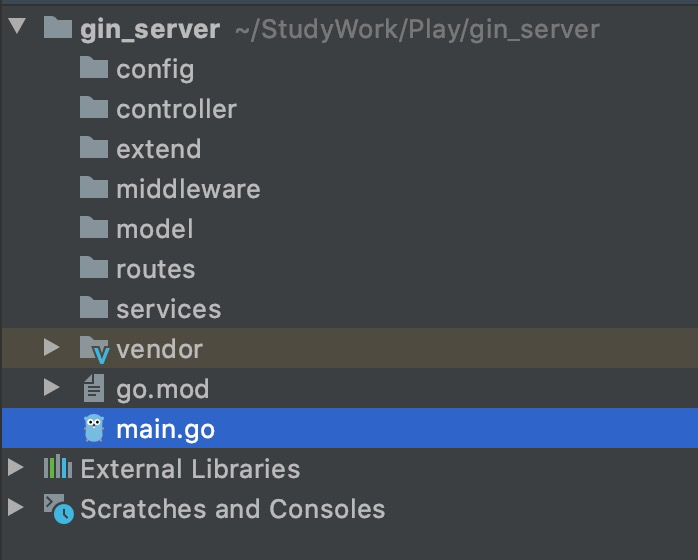 gin_server ~/StudyWork/Play/gin_server
config
controller
extend
middleware
model
routes
services
vendor
go.mod
main.go
External Libraries
Scratches and Consoles